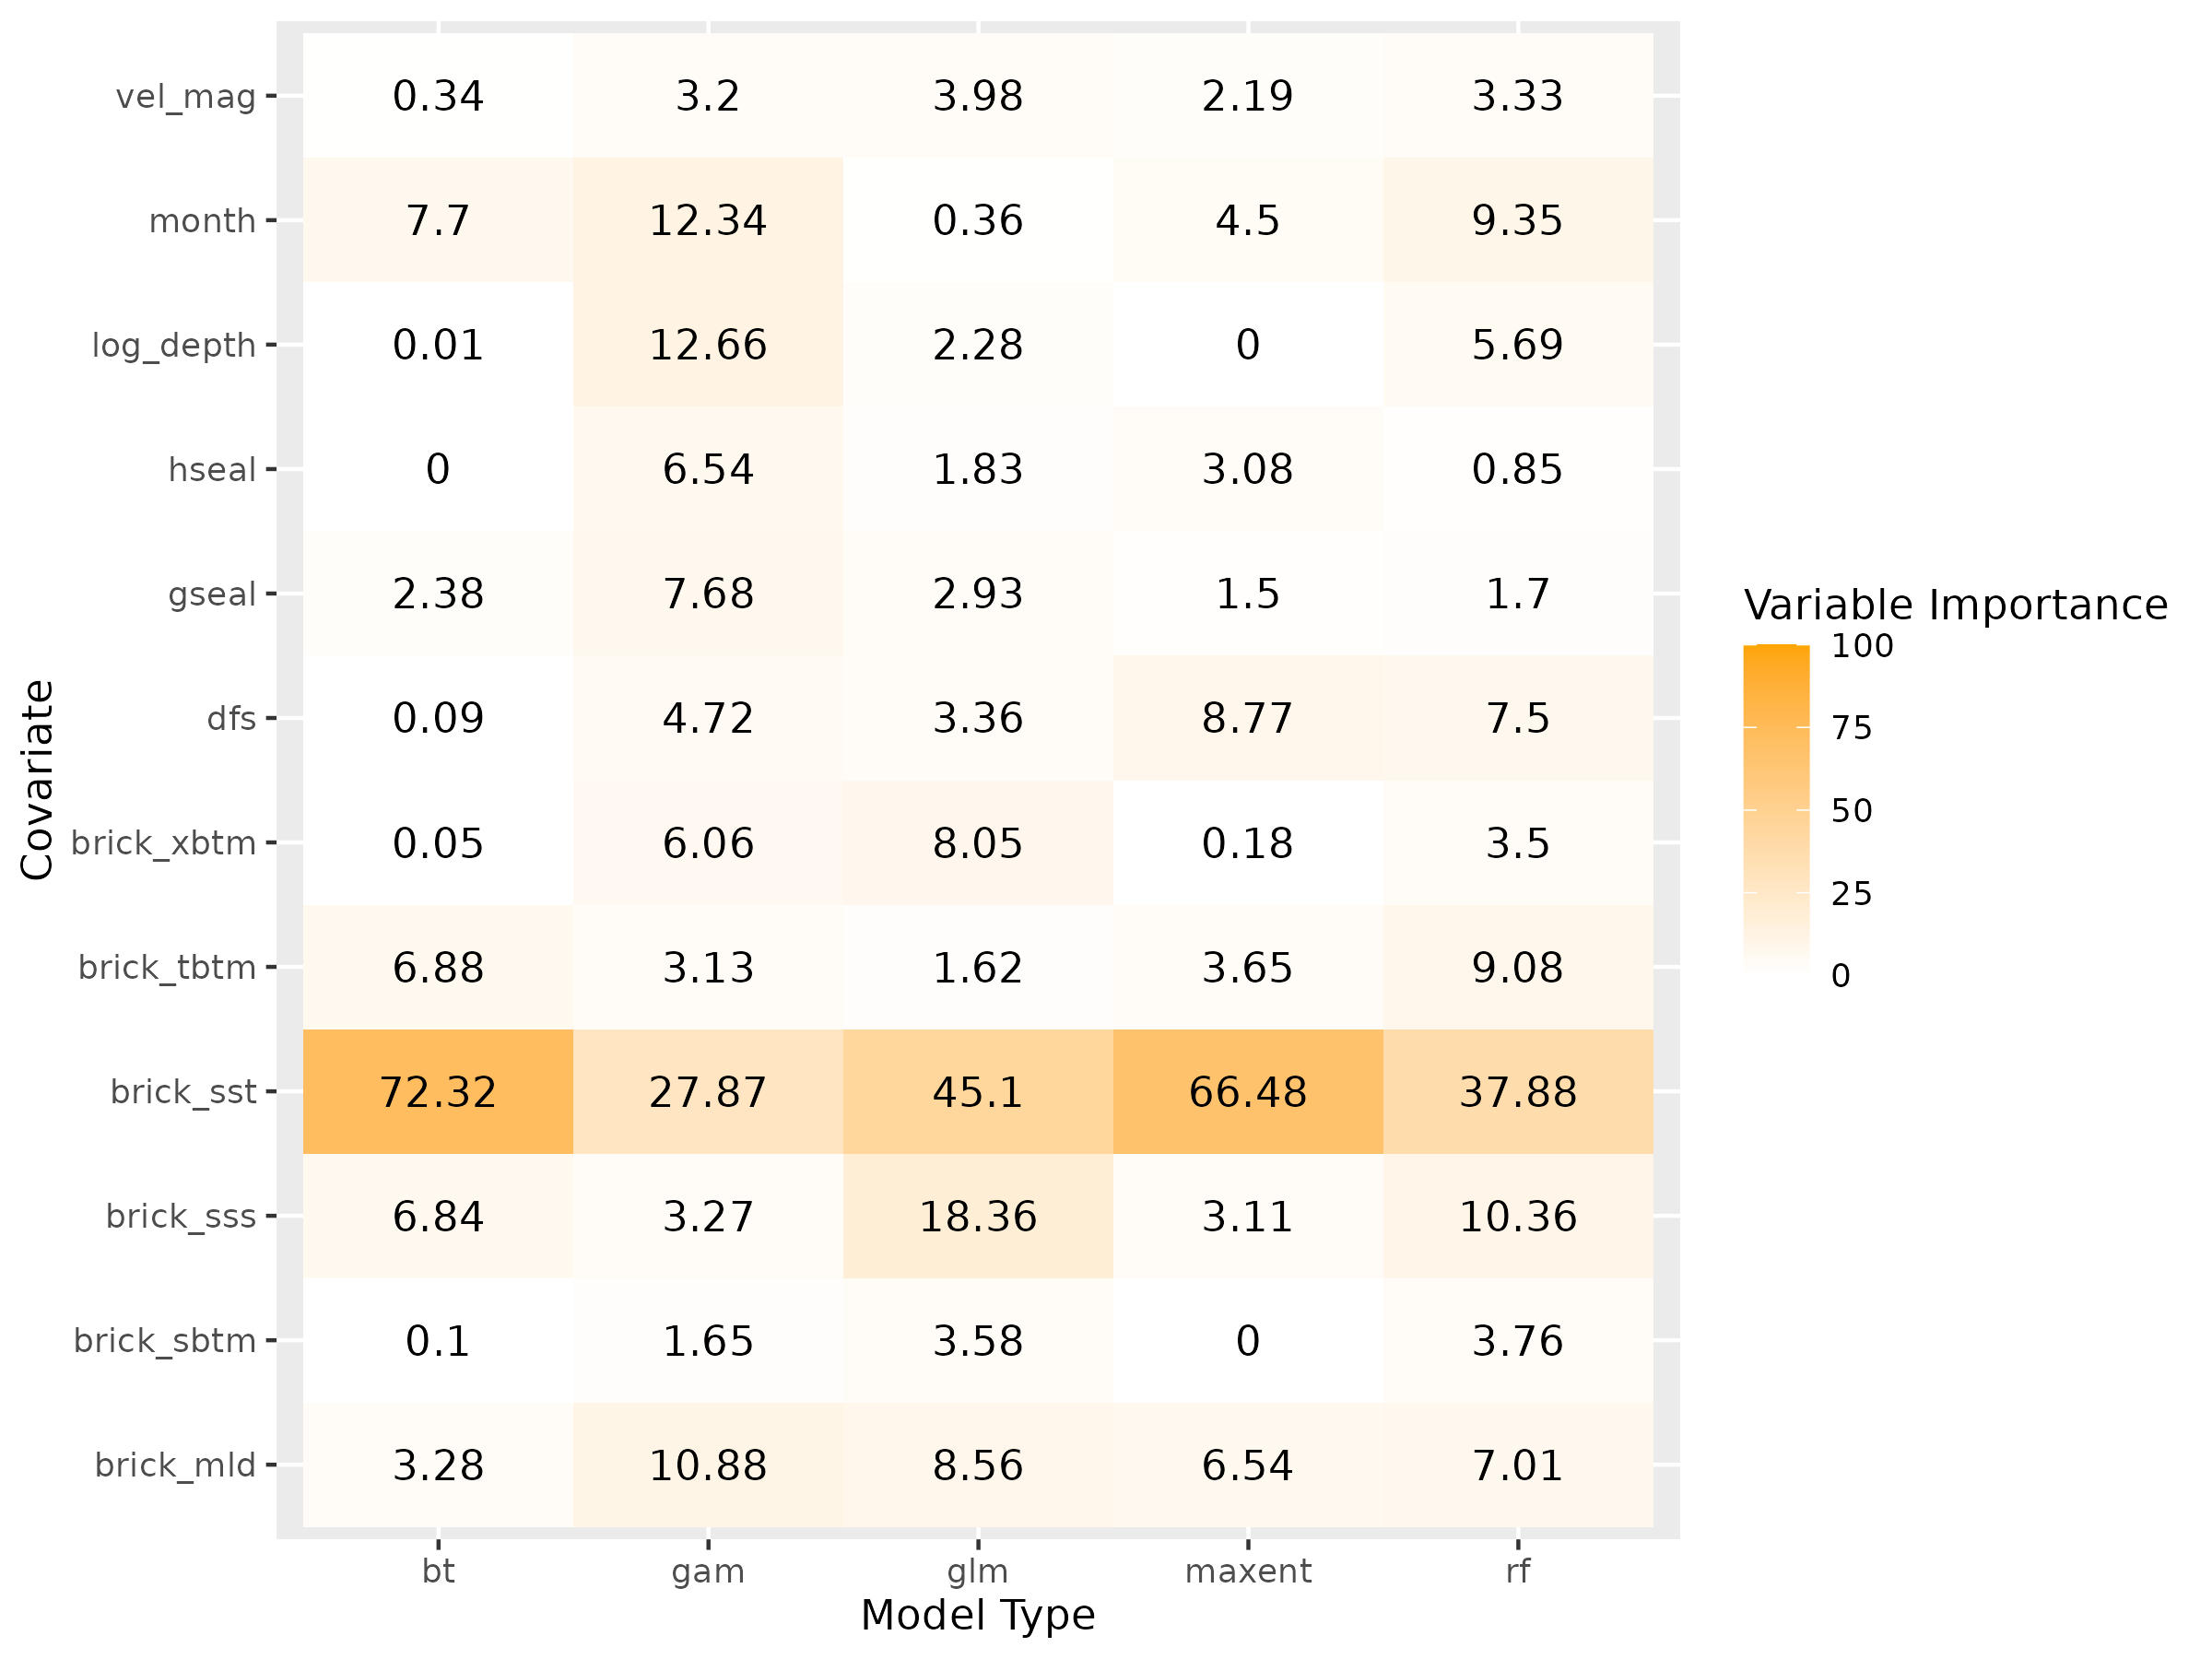 vel_mag 0.34 3.2 3.98 2.19 3.33
month 7.7 12.34 0.36 4.5 9.35
log_depth 0.01 12.66 2.28 0 5.69
hseal 0 6.54 1.83 3.08 0.85
gseal 2.38 7.68 2.93 1.5 1.7
dfs 0.09 4.72 3.36 8.77 7.5
brick_xbtm 0.05 6.06 8.05 0.18 3.5
brick_tbtm 6.88 3.13 1.62 3.65 9.08
brick_sst 72.32 27.87 45.1 66.48 37.88
brick_sss 6.84 3.27 18.36 3.11 10.36
brick_sbtm 0.1 1.65 3.58 0 3.76
brick_mld 3.28 10.88 8.56 6.54 7.01
bt gam glm maxent rf
Model Type
Covariate
Variable Importance
100
75
50
25
0